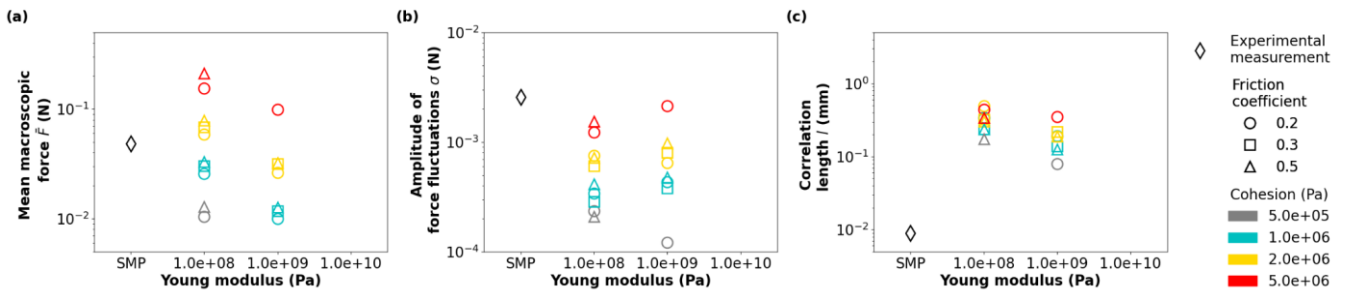 (a)
Mean macroscopic
force F̄ (N)
10⁻¹
10⁻²
SMP 1.0e+08 1.0e+09 1.0e+10
Young modulus (Pa)
(b)
Amplitude of
force fluctuations σ (N)
10⁻²
10⁻³
10⁻⁴
SMP 1.0e+08 1.0e+09 1.0e+10
Young modulus (Pa)
(c)
Correlation
length l (mm)
10⁰
10⁻¹
10⁻²
SMP 1.0e+08 1.0e+09 1.0e+10
Young modulus (Pa)
Experimental
measurement
Friction
coefficient
0.2
0.3
0.5
Cohesion (Pa)
5.0e+05
1.0e+06
2.0e+06
5.0e+06